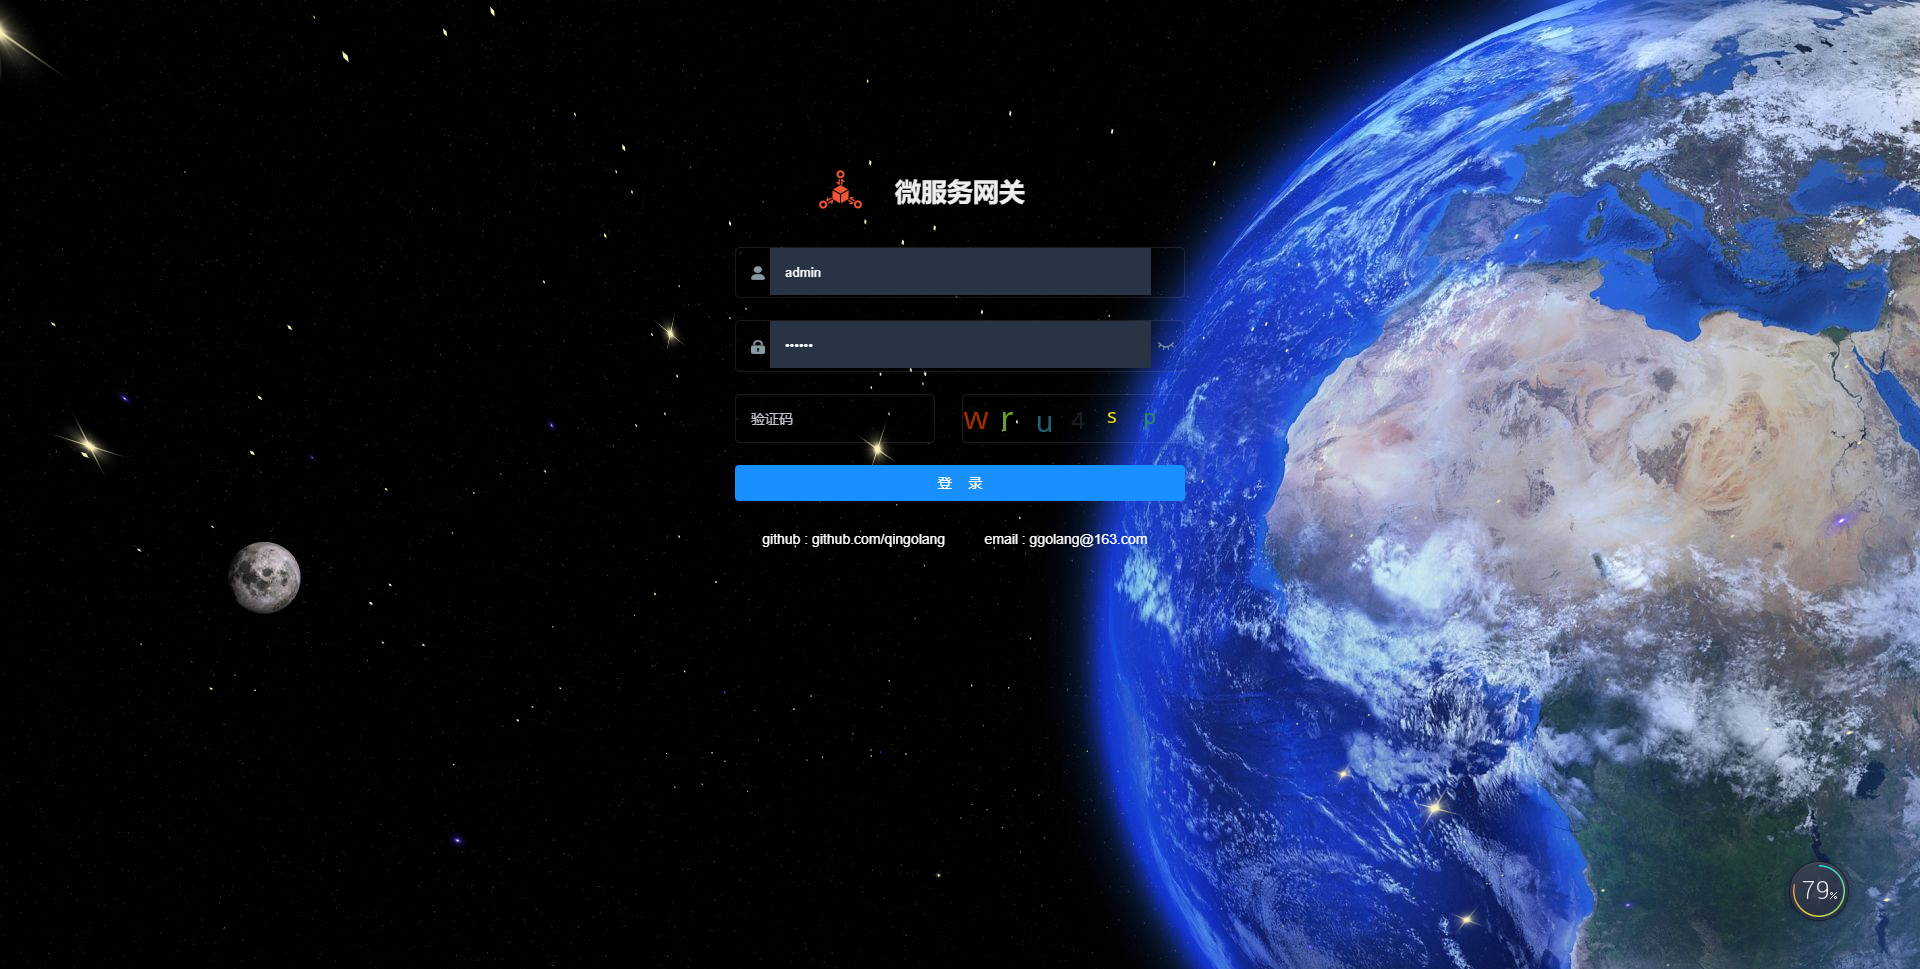 微服务网关
admin
••••••
验证码 w r u 4 s p
登 录
github : github.com/qingolang email : ggolang@163.com
79%